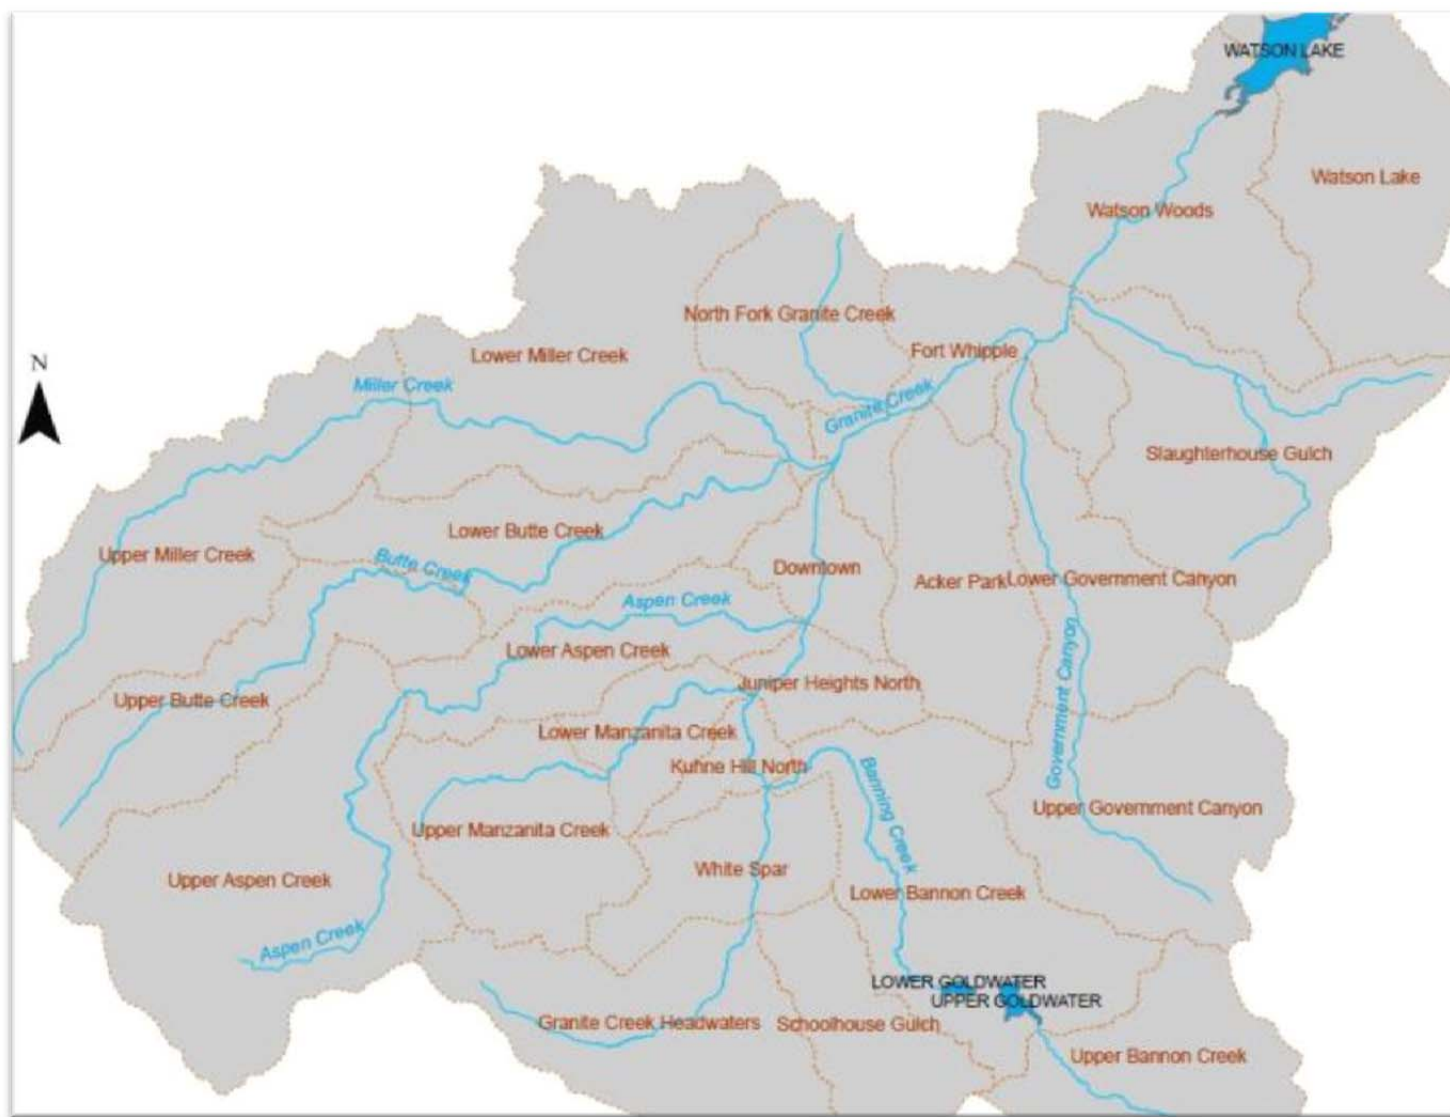 WATSON LAKE
Watson Lake
Watson Woods
North Fork Granite Creek
Fort Whipple
Lower Miller Creek
N
Miller Creek
Granite Creek
Slaughterhouse Gulch
Lower Butte Creek
Upper Miller Creek
Butte Creek
Downtown
Acker Park
Lower Government Canyon
Aspen Creek
Lower Aspen Creek
Juniper Heights North
Government Canyon
Upper Butte Creek
Lower Manzanita Creek
Kuhne Hill North
Banning Creek
Upper Government Canyon
Upper Manzanita Creek
White Spar
Upper Aspen Creek
Lower Bannon Creek
Aspen Creek
LOWER GOLDWATER
UPPER GOLDWATER
Granite Creek Headwaters
Schoolhouse Gulch
Upper Bannon Creek